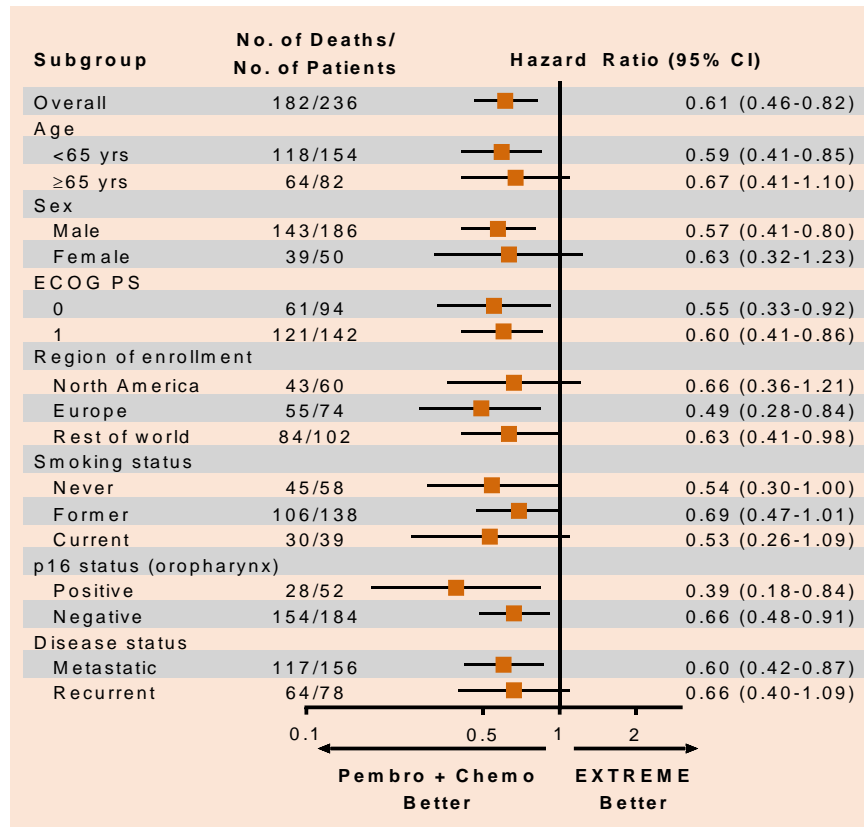 Subgroup No. of Deaths/ No. of Patients Hazard Ratio (95% CI)
Overall 182/236 0.61 (0.46-0.82)
Age
<65 yrs 118/154 0.59 (0.41-0.85)
≥65 yrs 64/82 0.67 (0.41-1.10)
Sex
Male 143/186 0.57 (0.41-0.80)
Female 39/50 0.63 (0.32-1.23)
ECOG PS
0 61/94 0.55 (0.33-0.92)
1 121/142 0.60 (0.41-0.86)
Region of enrollment
North America 43/60 0.66 (0.36-1.21)
Europe 55/74 0.49 (0.28-0.84)
Rest of world 84/102 0.63 (0.41-0.98)
Smoking status
Never 45/58 0.54 (0.30-1.00)
Former 106/138 0.69 (0.47-1.01)
Current 30/39 0.53 (0.26-1.09)
p16 status (oropharynx)
Positive 28/52 0.39 (0.18-0.84)
Negative 154/184 0.66 (0.48-0.91)
Disease status
Metastatic 117/156 0.60 (0.42-0.87)
Recurrent 64/78 0.66 (0.40-1.09)
0.1 0.5 1 2
Pembro + Chemo EXTREME
Better Better